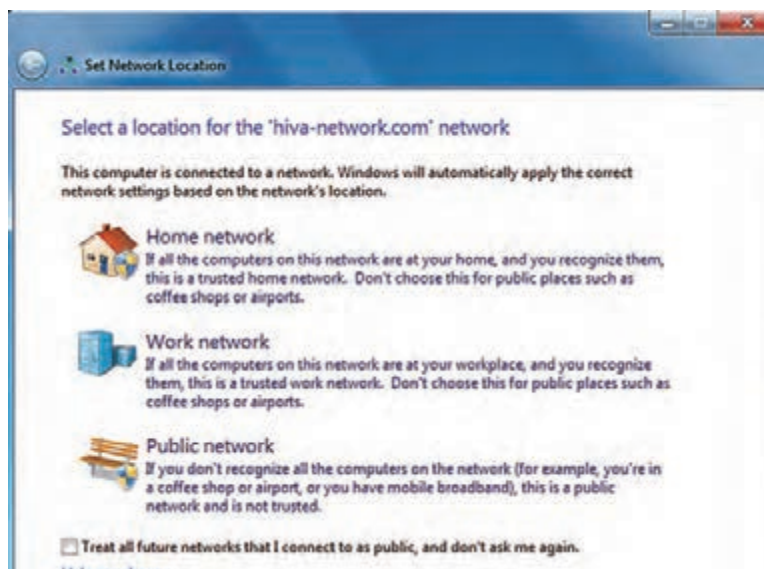 Set Network Location
Select a location for the 'hiva-network.com' network
This computer is connected to a network. Windows will automatically apply the correct
network settings based on the network's location.
Home network
If all the computers on this network are at your home, and you recognize them,
this is a trusted home network. Don't choose this for public places such as
coffee shops or airports.
Work network
If all the computers on this network are at your workplace, and you recognize
them, this is a trusted work network. Don't choose this for public places such as
coffee shops or airports.
Public network
If you don't recognize all the computers on the network (for example, you're in
a coffee shop or airport, or you have mobile broadband), this is a public
network and is not trusted.
Treat all future networks that I connect to as public, and don't ask me again.